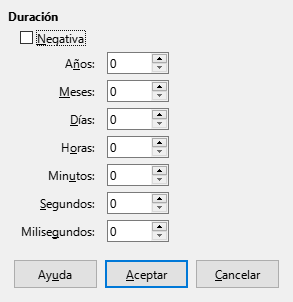 Duración
Negativa
Años: 0
Meses: 0
Días: 0
Horas: 0
Minutos: 0
Segundos: 0
Milisegundos: 0
Ayuda Aceptar Cancelar